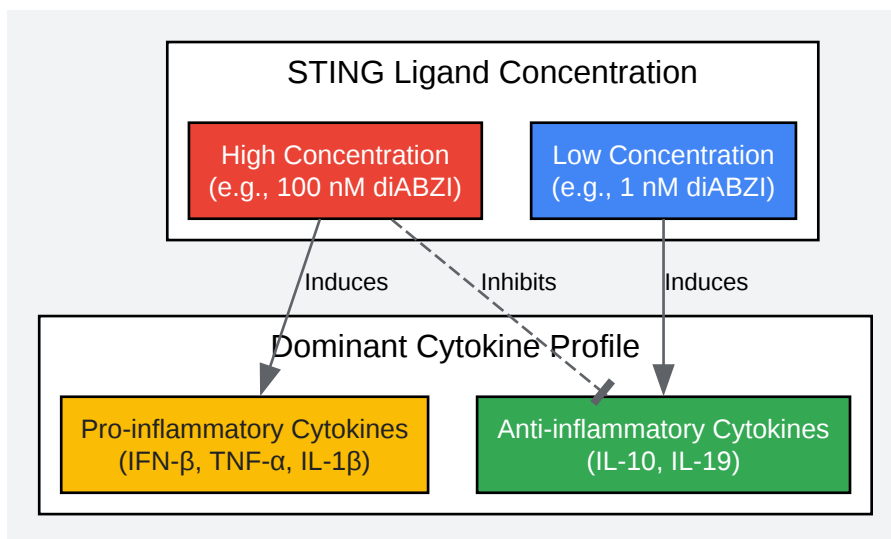 STING Ligand Concentration
High Concentration
(e.g., 100 nM diABZI)
Low Concentration
(e.g., 1 nM diABZI)
Induces
Inhibits
Induces
Dominant Cytokine Profile
Pro-inflammatory Cytokines
(IFN-β, TNF-α, IL-1β)
Anti-inflammatory Cytokines
(IL-10, IL-19)